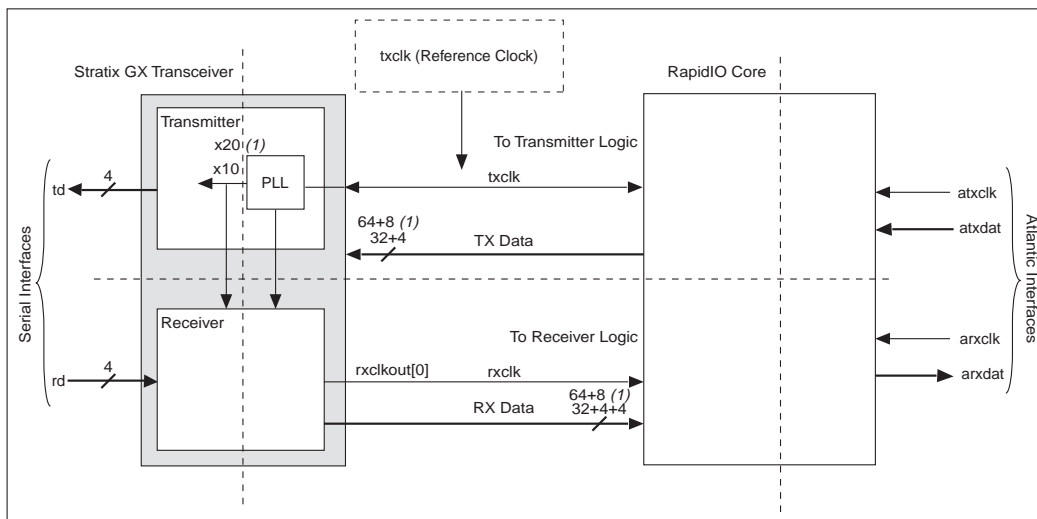 txclk (Reference Clock)
Stratix GX Transceiver
RapidIO Core
Transmitter
To Transmitter Logic
x20 (1)
x10
PLL
td
4
txclk
atxclk
64+8 (1)
32+4
TX Data
atxdat
Serial Interfaces
Atlantic Interfaces
Receiver
To Receiver Logic
arxclk
rd
4
rxclkout[0]
rxclk
arxdat
64+8 (1)
RX Data
32+4+4